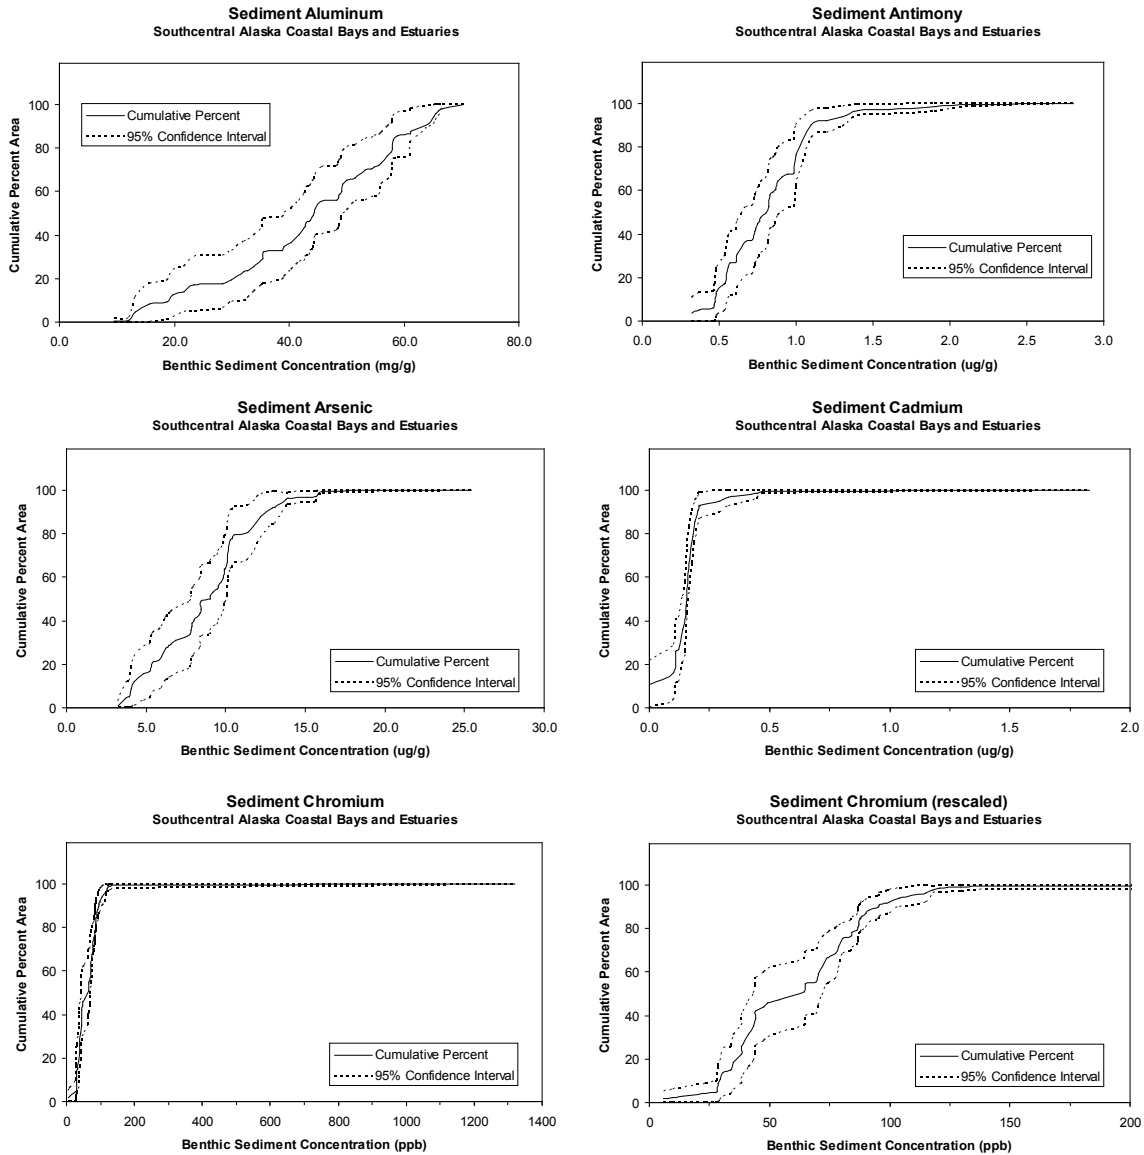 Sediment Aluminum
Southcentral Alaska Coastal Bays and Estuaries
Cumulative Percent Area
100
80
60
40
20
0
Cumulative Percent
95% Confidence Interval
0.0 20.0 40.0 60.0 80.0
Benthic Sediment Concentration (mg/g)
Sediment Antimony
Southcentral Alaska Coastal Bays and Estuaries
Cumulative Percent Area
100
80
60
40
20
0
Cumulative Percent
95% Confidence Interval
0.0 0.5 1.0 1.5 2.0 2.5 3.0
Benthic Sediment Concentration (ug/g)
Sediment Arsenic
Southcentral Alaska Coastal Bays and Estuaries
Cumulative Percent Area
100
80
60
40
20
0
Cumulative Percent
95% Confidence Interval
0.0 5.0 10.0 15.0 20.0 25.0 30.0
Benthic Sediment Concentration (ug/g)
Sediment Cadmium
Southcentral Alaska Coastal Bays and Estuaries
Cumulative Percent Area
100
80
60
40
20
0
Cumulative Percent
95% Confidence Interval
0.0 0.5 1.0 1.5 2.0
Benthic Sediment Concentration (ug/g)
Sediment Chromium
Southcentral Alaska Coastal Bays and Estuaries
Cumulative Percent Area
100
80
60
40
20
0
Cumulative Percent
95% Confidence Interval
0 200 400 600 800 1000 1200 1400
Benthic Sediment Concentration (ppb)
Sediment Chromium (rescaled)
Southcentral Alaska Coastal Bays and Estuaries
Cumulative Percent Area
100
80
60
40
20
0
Cumulative Percent
95% Confidence Interval
0 50 100 150 200
Benthic Sediment Concentration (ppb)